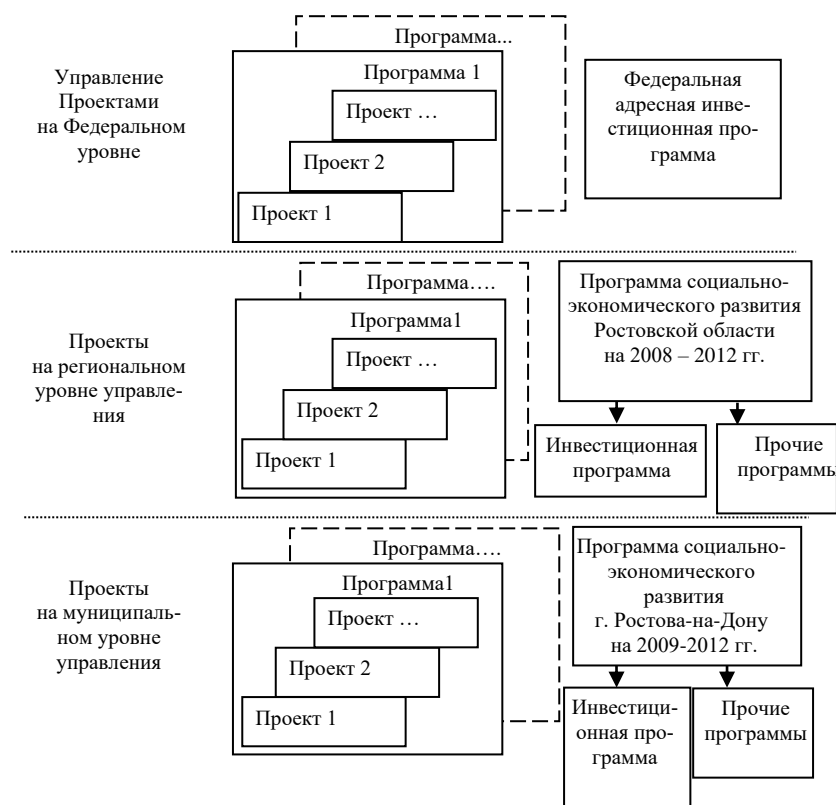 Управление
Проектами
на Федеральном
уровне
Программа...
Программа 1
Проект …
Проект 2
Проект 1
Федеральная
адресная инве-
стиционная про-
грамма
Проекты
на региональном
уровне управле-
ния
Программа….
Программа1
Проект …
Проект 2
Проект 1
Программа социально-
экономического развития
Ростовской области
на 2008 – 2012 гг.
Инвестиционная
программа
Прочие
программы
Проекты
на муниципаль-
ном уровне
управления
Программа….
Программа1
Проект …
Проект 2
Проект 1
Программа социально-
экономического
развития
г. Ростова-на-Дону
на 2009-2012 гг.
Инвестици-
онная про-
грамма
Прочие
программы